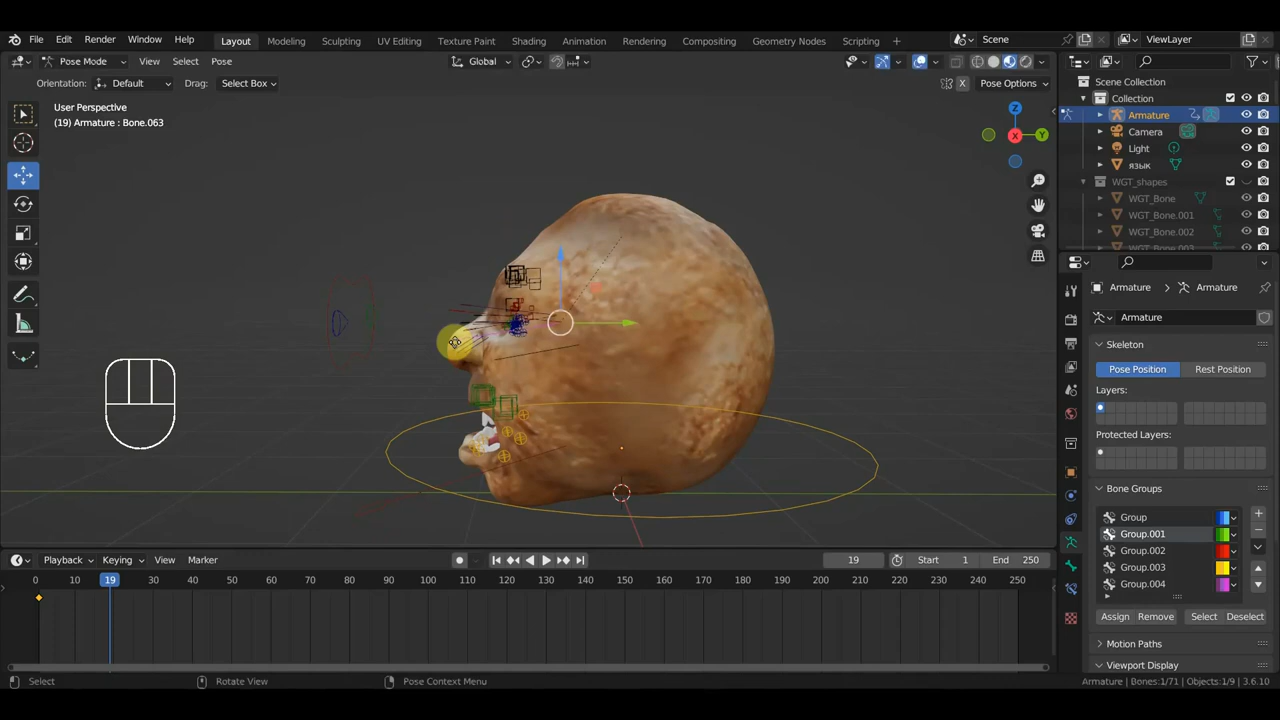 File Edit Render Window Help Layout Modeling Sculpting UV Editing Texture Paint Shading Animation Rendering Compositing Geometry Nodes Scripting + Scene ViewLayer
Pose Mode View Select Pose Global
Orientation: Default Drag: Select Box X Pose Options
User Perspective
(19) Armature : Bone.063
Z
Y
X
Scene Collection
Collection
Armature
Camera
Light
язык
WGT_shapes
WGT_Bone
WGT_Bone.001
WGT_Bone.002
WGT_Bone.003
Armature Armature
Armature
Skeleton
Pose Position Rest Position
Layers:
Protected Layers:
Bone Groups
Group
Group.001
Group.002
Group.003
Group.004
Assign Remove Select Deselect
Motion Paths
Viewport Display
Playback Keying View Marker 19 Start 1 End 250
0 10 19 30 40 50 60 70 80 90 100 110 120 130 140 150 160 170 180 190 200 210 220 230 240 250
Select Rotate View Pose Context Menu Armature | Bones:1/71 | Objects:1/9 | 3.6.10